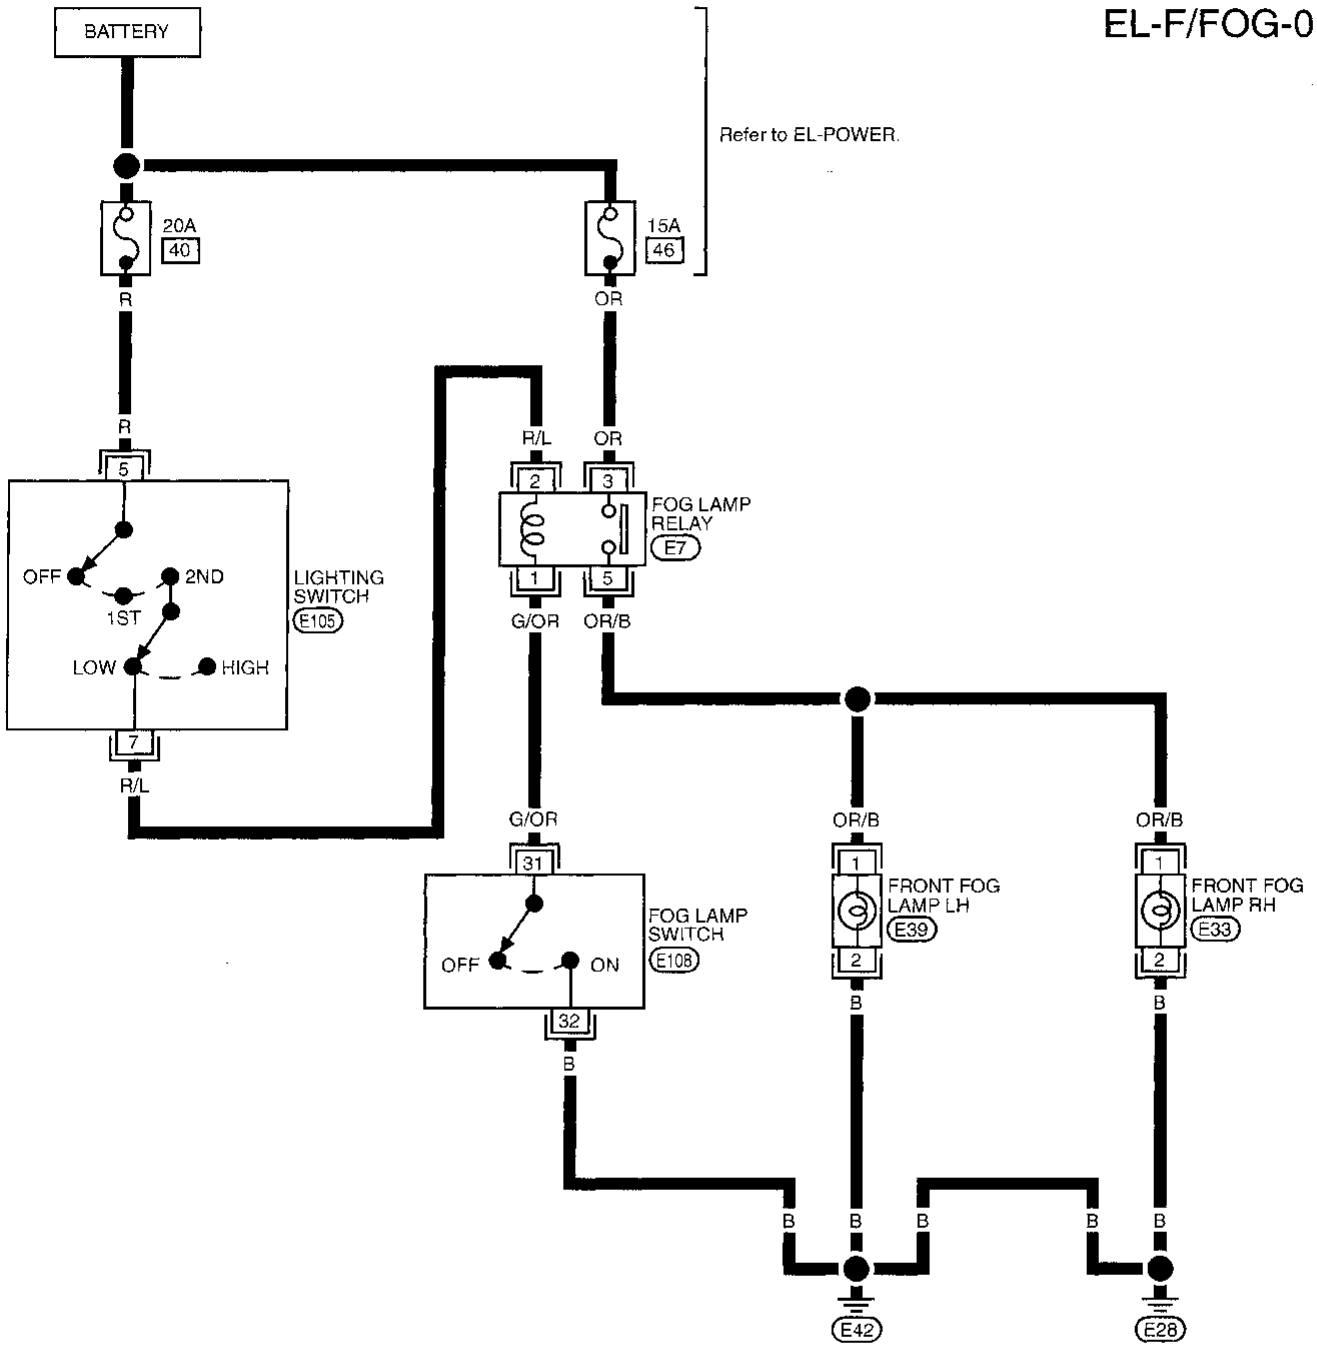 EL-F/FOG-0
BATTERY
Refer to EL-POWER.
20A
40
15A
46
R
OR
R
R/L
OR
5
2
3
FOG LAMP
RELAY
E7
OFF
2ND
1ST
LOW
HIGH
LIGHTING
SWITCH
E105
1
5
G/OR
OR/B
7
R/L
G/OR
OR/B
OR/B
31
1
1
FOG LAMP
SWITCH
E108
OFF
ON
FRONT FOG
LAMP LH
E39
FRONT FOG
LAMP RH
E33
2
2
32
B
B
B
B
B
B
B
B
E42
E28